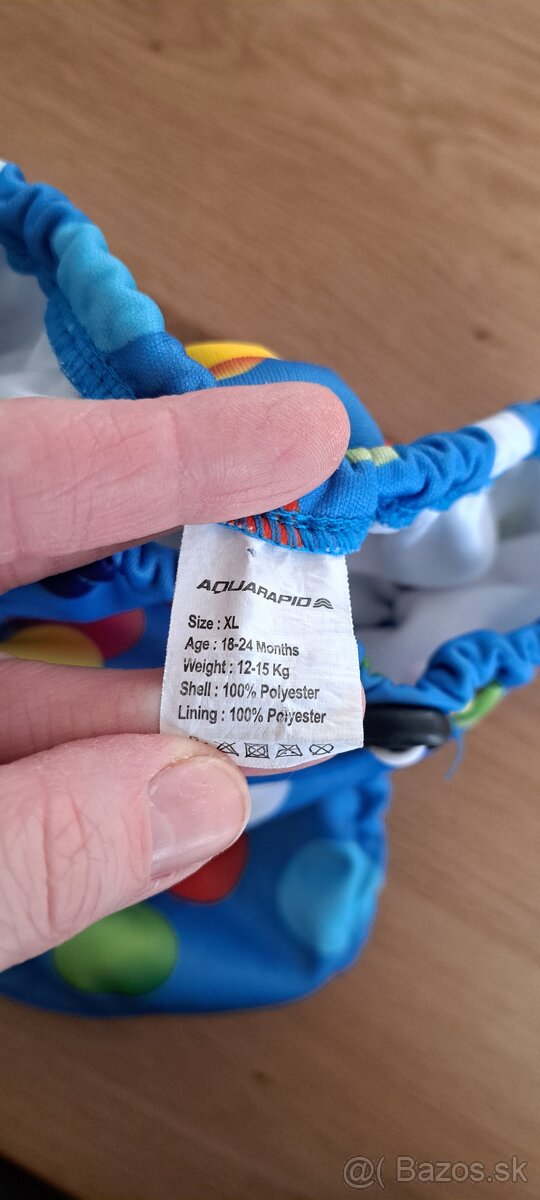 AQUARAPID
Size : XL
Age : 18-24 Months
Weight : 12-15 Kg
Shell : 100% Polyester
Lining : 100% Polyester
@( Bazos.sk